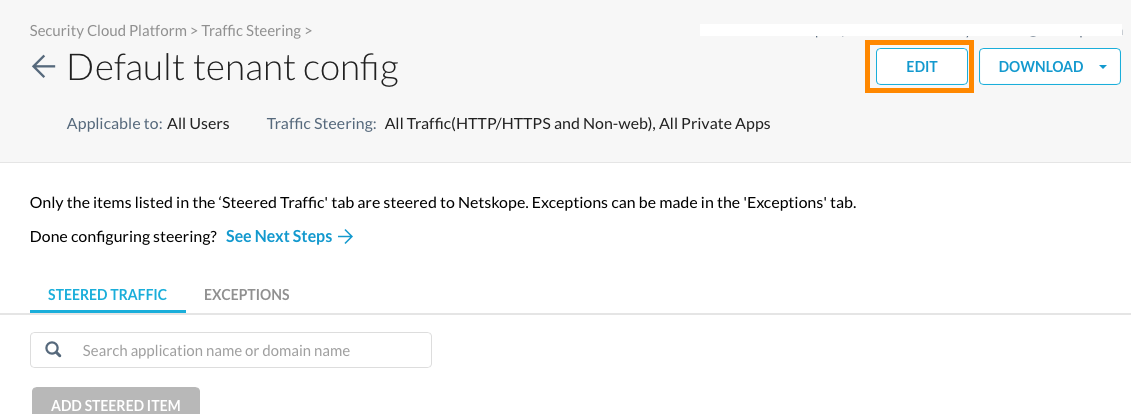 Security Cloud Platform > Traffic Steering >
Default tenant config
EDIT
DOWNLOAD
Applicable to: All Users Traffic Steering: All Traffic(HTTP/HTTPS and Non-web), All Private Apps
Only the items listed in the ‘Steered Traffic' tab are steered to Netskope. Exceptions can be made in the 'Exceptions' tab.
Done configuring steering? See Next Steps →
STEERED TRAFFIC EXCEPTIONS
Search application name or domain name
ADD STEERED ITEM